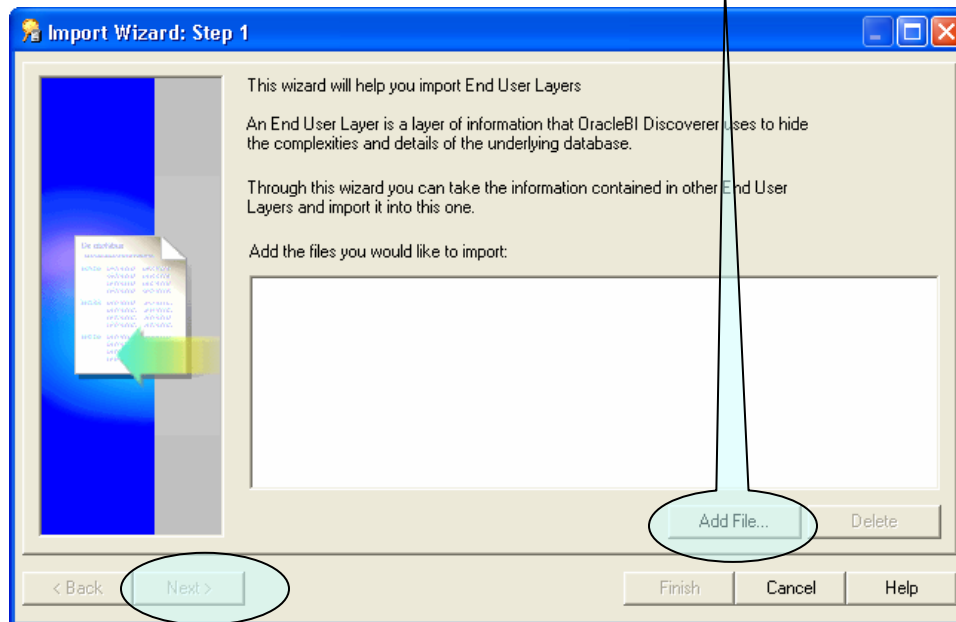 Import Wizard: Step 1
This wizard will help you import End User Layers
An End User Layer is a layer of information that OracleBI Discoverer uses to hide
the complexities and details of the underlying database.
Through this wizard you can take the information contained in other End User
Layers and import it into this one.
Add the files you would like to import:
Add File... Delete
< Back Next > Finish Cancel Help